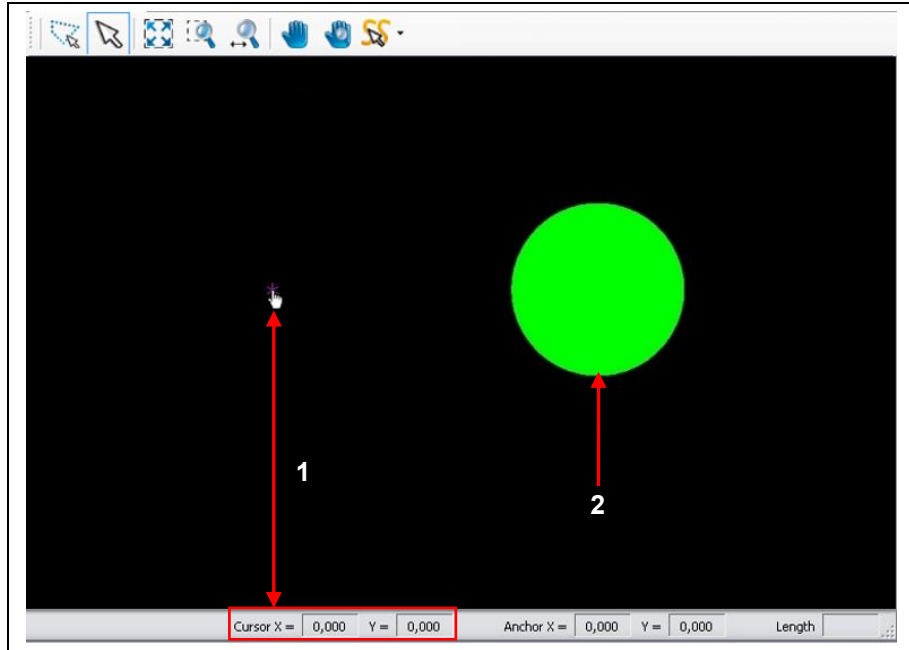 1
2
Cursor X = 0,000 Y = 0,000 Anchor X = 0,000 Y = 0,000 Length